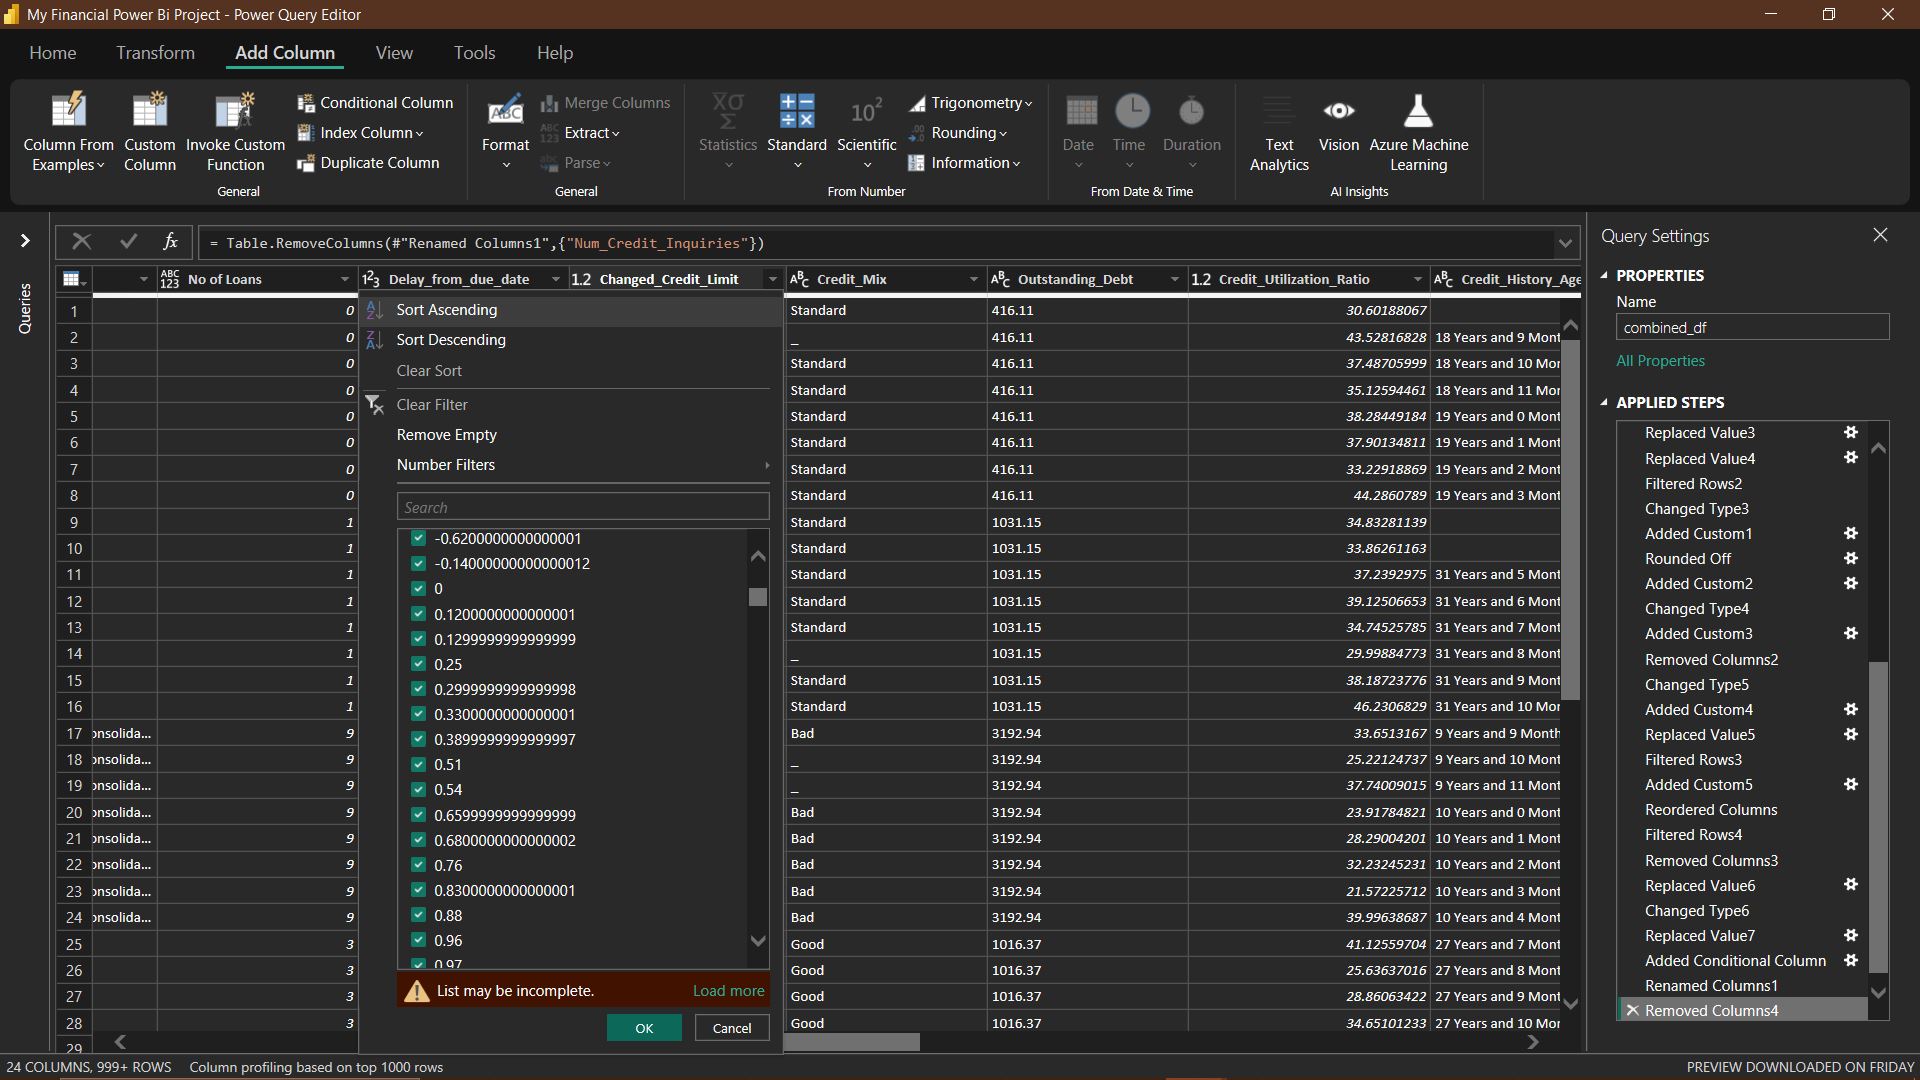 My Financial Power Bi Project - Power Query Editor
Home Transform Add Column View Tools Help
Column From Examples
Custom Column
Invoke Custom Function
Conditional Column
Index Column
Duplicate Column
General
Format
Merge Columns
Extract
Parse
General
Statistics
Standard
Scientific
Trigonometry
Rounding
Information
From Number
Date
Time
Duration
From Date & Time
Text Analytics
Vision
Azure Machine Learning
AI Insights
Queries
fx = Table.RemoveColumns(#"Renamed Columns1",{"Num_Credit_Inquiries"})
ABC 123 No of Loans 1 2 3 Delay_from_due_date 1.2 Changed_Credit_Limit ABC Credit_Mix ABC Outstanding_Debt 1.2 Credit_Utilization_Ratio ABC Credit_History_Age
1 0 Standard 416.11 30.60188067
2 0 _ 416.11 43.52816828 18 Years and 9 Mon
3 0 Standard 416.11 37.48705999 18 Years and 10 Mor
4 0 Standard 416.11 35.12594461 18 Years and 11 Mor
5 0 Standard 416.11 38.28449184 19 Years and 0 Mont
6 0 Standard 416.11 37.90134811 19 Years and 1 Mont
7 0 Standard 416.11 33.22918869 19 Years and 2 Mont
8 0 Standard 416.11 44.2860789 19 Years and 3 Mont
9 1 Standard 1031.15 34.83281139
10 1 Standard 1031.15 33.86261163
11 1 Standard 1031.15 37.2392975 31 Years and 5 Mont
12 1 Standard 1031.15 39.12506653 31 Years and 6 Mont
13 1 Standard 1031.15 34.74525785 31 Years and 7 Mont
14 1 _ 1031.15 29.99884773 31 Years and 8 Mont
15 1 Standard 1031.15 38.18723776 31 Years and 9 Mont
16 1 Standard 1031.15 46.2306829 31 Years and 10 Mor
17 onsolida... 9 Bad 3192.94 33.6513167 9 Years and 9 Month
18 onsolida... 9 _ 3192.94 25.22124737 9 Years and 10 Mont
19 onsolida... 9 _ 3192.94 37.74009015 9 Years and 11 Mont
20 onsolida... 9 Bad 3192.94 23.91784821 10 Years and 0 Mont
21 onsolida... 9 Bad 3192.94 28.29004201 10 Years and 1 Mont
22 onsolida... 9 Bad 3192.94 32.23245231 10 Years and 2 Mont
23 onsolida... 9 Bad 3192.94 21.57225712 10 Years and 3 Mont
24 onsolida... 9 Bad 3192.94 39.99638687 10 Years and 4 Mont
25 3 Good 1016.37 41.12559704 27 Years and 7 Mont
26 3 Good 1016.37 25.63637016 27 Years and 8 Mont
27 3 Good 1016.37 28.86063422 27 Years and 9 Mont
28 3 Good 1016.37 34.65101233 27 Years and 10 Mor
29
Sort Ascending
Sort Descending
Clear Sort
Clear Filter
Remove Empty
Number Filters
Search
-0.6200000000000001
-0.14000000000000012
0
0.1200000000000001
0.1299999999999999
0.25
0.2999999999999998
0.3300000000000001
0.3899999999999997
0.51
0.54
0.6599999999999999
0.6800000000000002
0.76
0.8300000000000001
0.88
0.96
0.97
List may be incomplete. Load more
OK Cancel
Query Settings
PROPERTIES
Name
combined_df
All Properties
APPLIED STEPS
Replaced Value3
Replaced Value4
Filtered Rows2
Changed Type3
Added Custom1
Rounded Off
Added Custom2
Changed Type4
Added Custom3
Removed Columns2
Changed Type5
Added Custom4
Replaced Value5
Filtered Rows3
Added Custom5
Reordered Columns
Filtered Rows4
Removed Columns3
Replaced Value6
Changed Type6
Replaced Value7
Added Conditional Column
Renamed Columns1
Removed Columns4
24 COLUMNS, 999+ ROWS Column profiling based on top 1000 rows PREVIEW DOWNLOADED ON FRIDAY